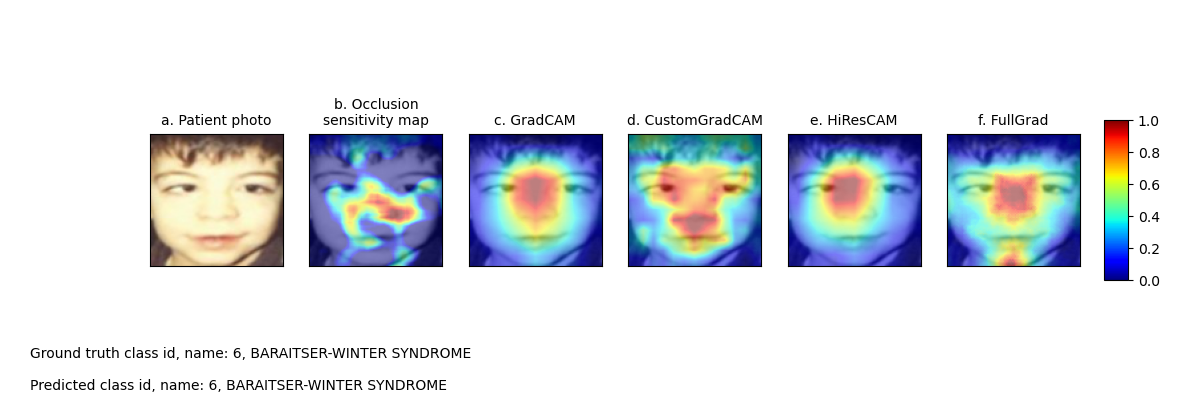 a. Patient photo
b. Occlusion
sensitivity map
c. GradCAM
d. CustomGradCAM
e. HiResCAM
f. FullGrad
1.0
0.8
0.6
0.4
0.2
0.0
Ground truth class id, name: 6, BARAITSER-WINTER SYNDROME
Predicted class id, name: 6, BARAITSER-WINTER SYNDROME